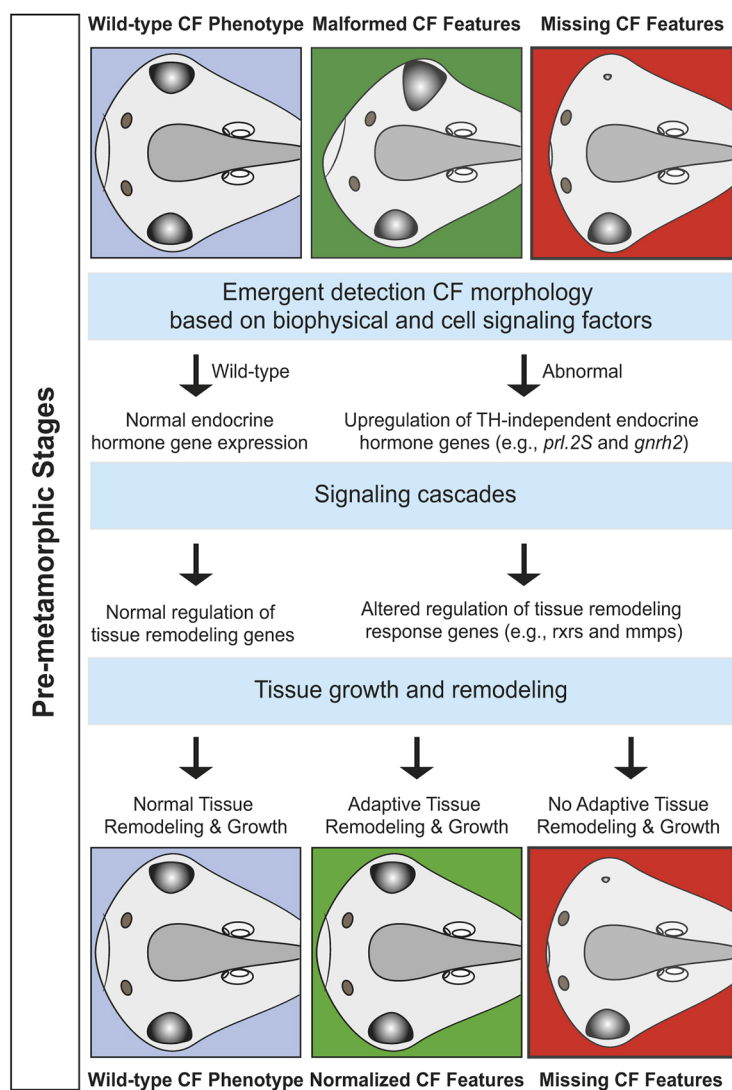 Pre-metamorphic Stages
Wild-type CF Phenotype
Malformed CF Features
Missing CF Features
Emergent detection CF morphology
based on biophysical and cell signaling factors
Wild-type
Abnormal
Normal endocrine
hormone gene expression
Upregulation of TH-independent endocrine
hormone genes (e.g., prl.2S and gnrh2)
Signaling cascades
Normal regulation of
tissue remodeling genes
Altered regulation of tissue remodeling
response genes (e.g., rxrs and mmps)
Tissue growth and remodeling
Normal Tissue
Remodeling & Growth
Adaptive Tissue
Remodeling & Growth
No Adaptive Tissue
Remodeling & Growth
Wild-type CF Phenotype
Normalized CF Features
Missing CF Features